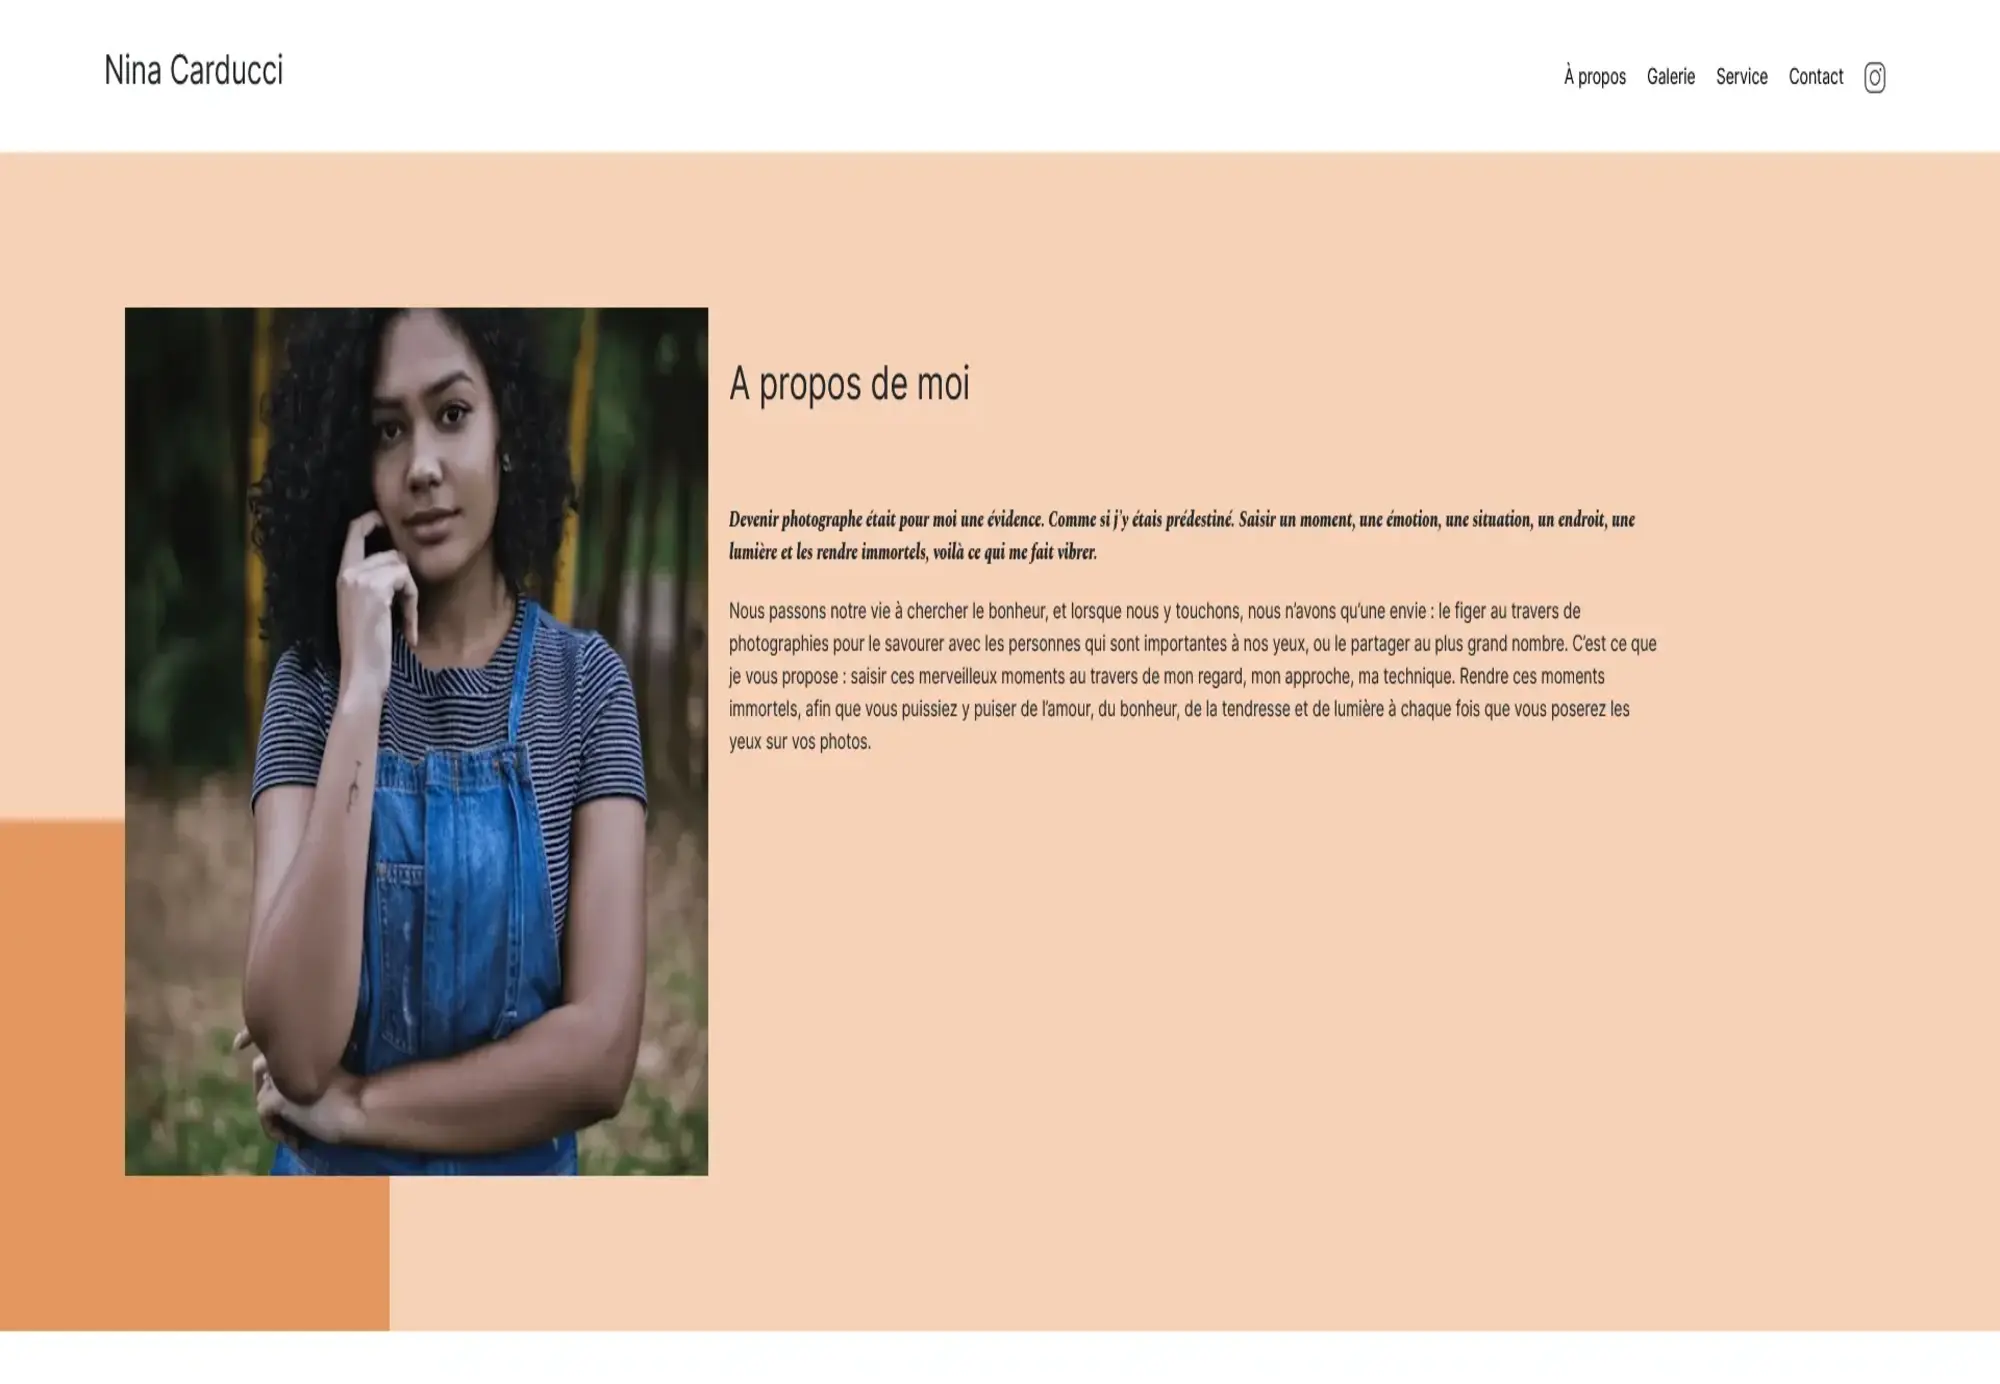 Nina Carducci
À propos Galerie Service Contact
A propos de moi
Devenir photographe était pour moi une évidence. Comme si j'y étais prédestiné. Saisir un moment, une émotion, une situation, un endroit, une
lumière et les rendre immortels, voilà ce qui me fait vibrer.
Nous passons notre vie à chercher le bonheur, et lorsque nous y touchons, nous n’avons qu’une envie : le figer au travers de
photographies pour le savourer avec les personnes qui sont importantes à nos yeux, ou le partager au plus grand nombre. C’est ce que
je vous propose : saisir ces merveilleux moments au travers de mon regard, mon approche, ma technique. Rendre ces moments
immortels, afin que vous puissiez y puiser de l’amour, du bonheur, de la tendresse et de lumière à chaque fois que vous poserez les
yeux sur vos photos.